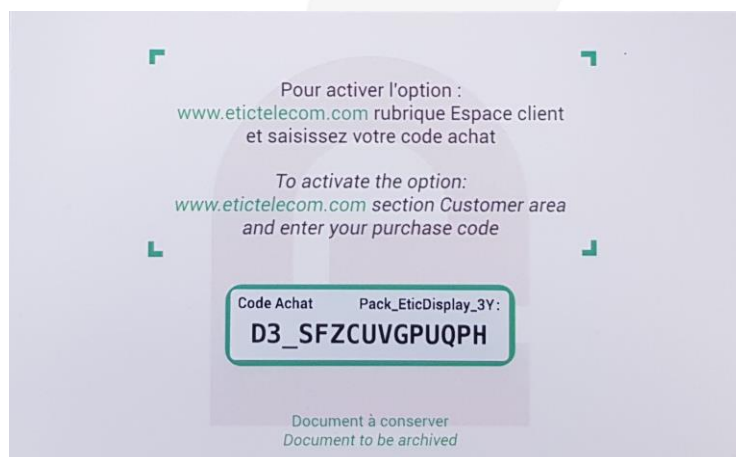 Pour activer l'option :
www.etictelecom.com rubrique Espace client
et saisissez votre code achat
To activate the option:
www.etictelecom.com section Customer area
and enter your purchase code
Code Achat Pack_EticDisplay_3Y:
D3_SFZCUVGPUQPH
Document à conserver
Document to be archived